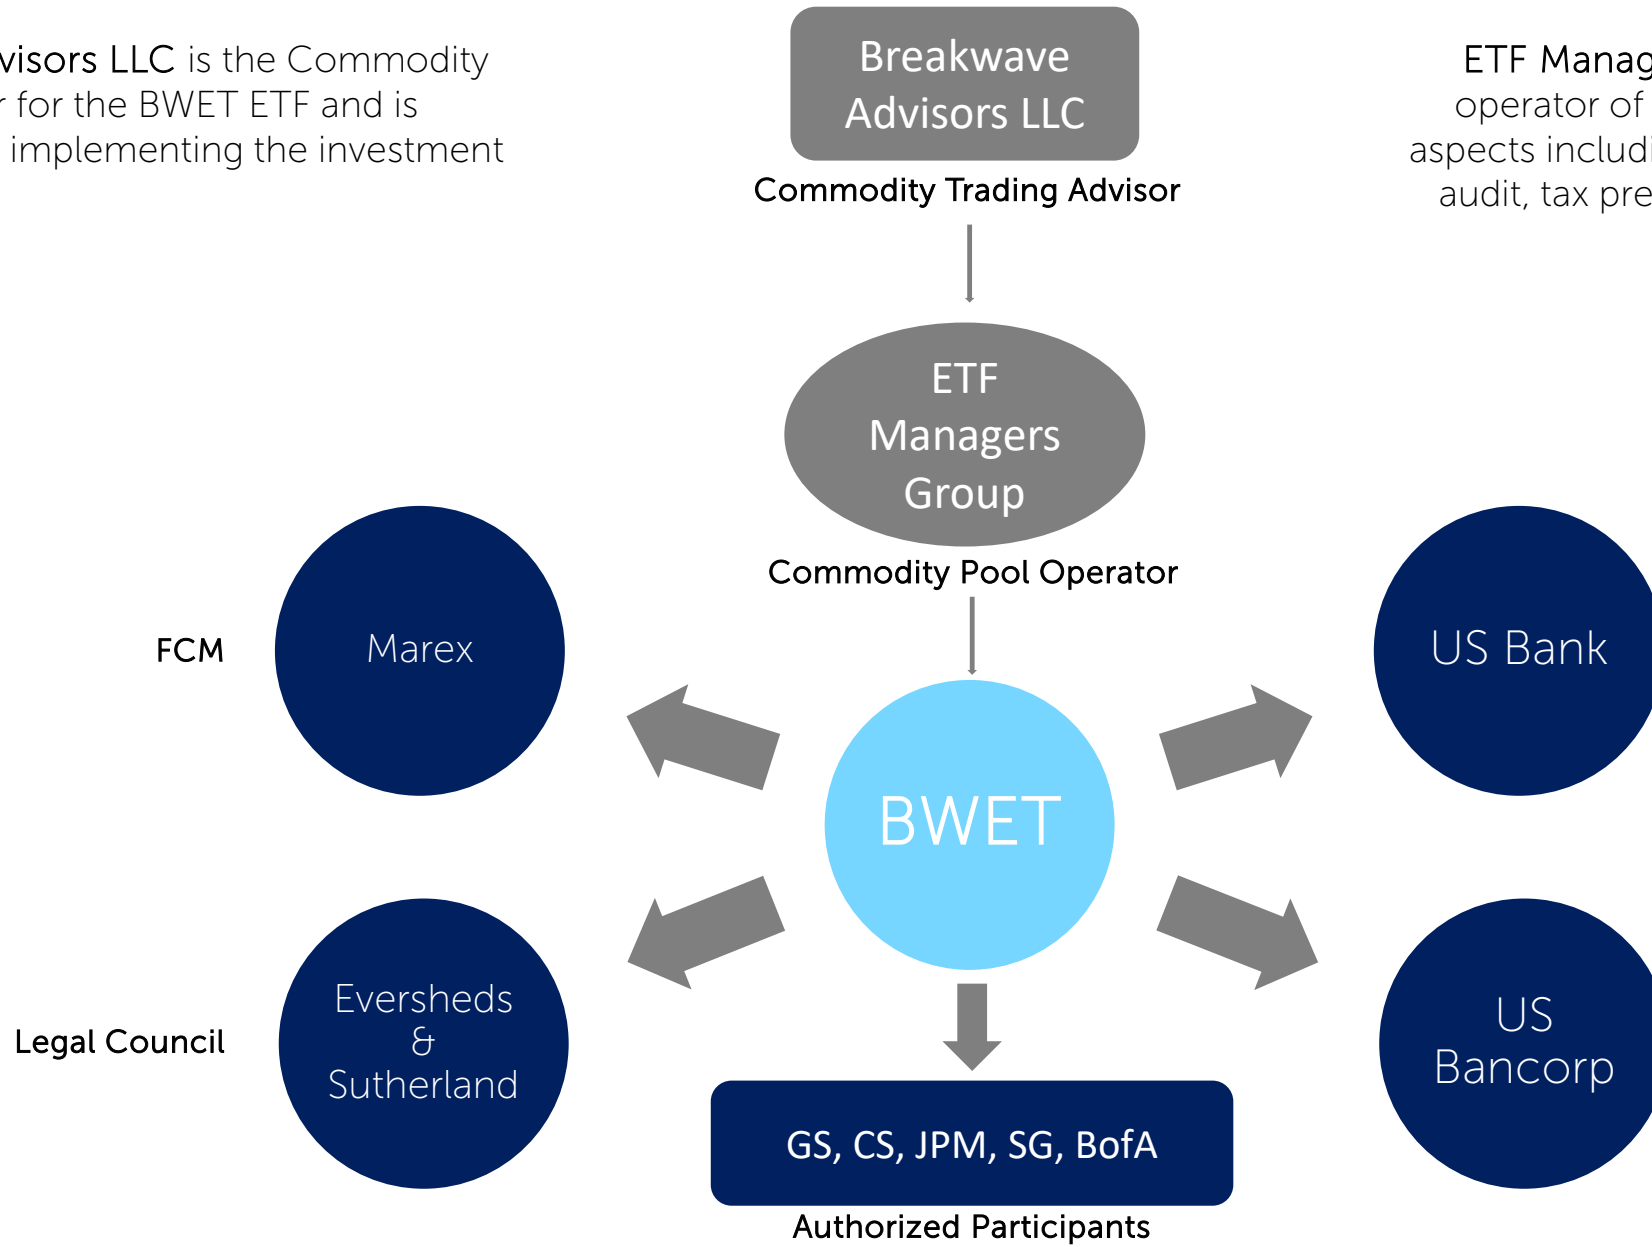 visors LLC is the Commodity
for the BWET ETF and is
implementing the investment
Breakwave
Advisors LLC
Commodity Trading Advisor
ETF Manag
operator of
aspects includi
audit, tax pre
ETF
Managers
Group
Commodity Pool Operator
FCM
Marex
US Bank
BWET
Legal Council
Eversheds
&
Sutherland
US
Bancorp
GS, CS, JPM, SG, BofA
Authorized Participants